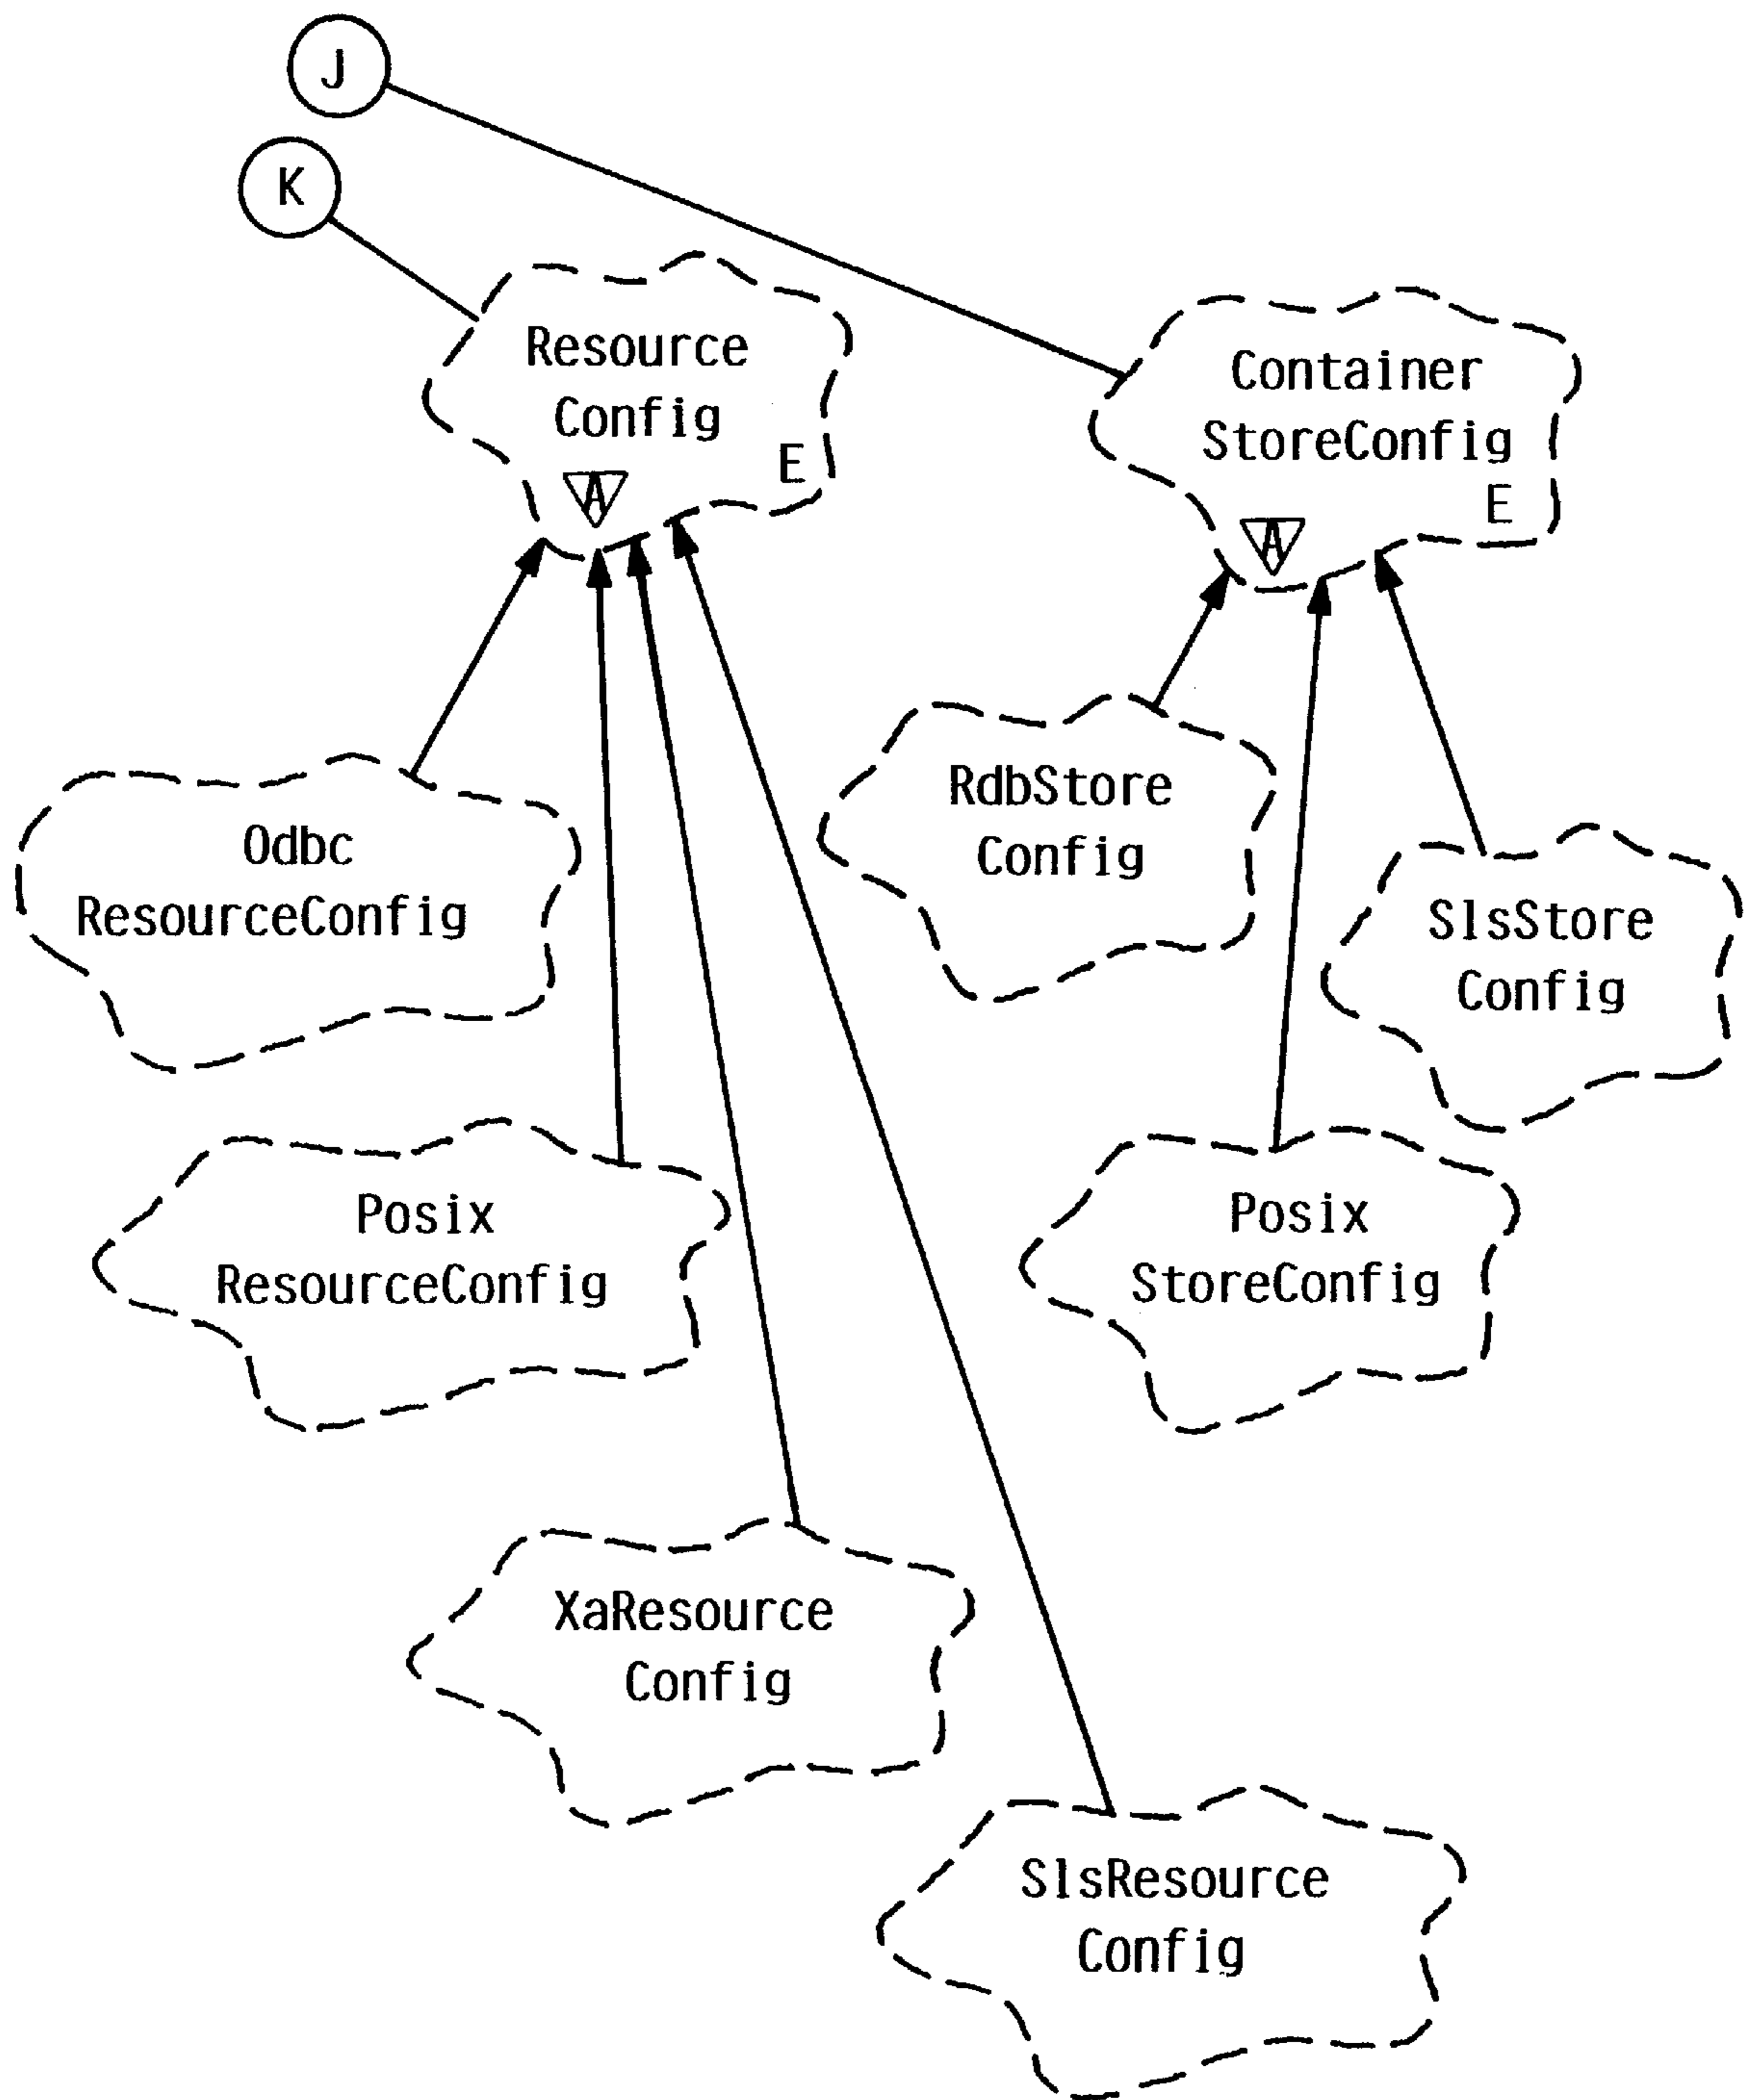 J
K
Resource
Config
E
A
Container
StoreConfig
E
A
RdbStore
Config
Odbc
ResourceConfig
SlsStore
Config
Posix
ResourceConfig
Posix
StoreConfig
XaResource
Config
SlsResource
Config